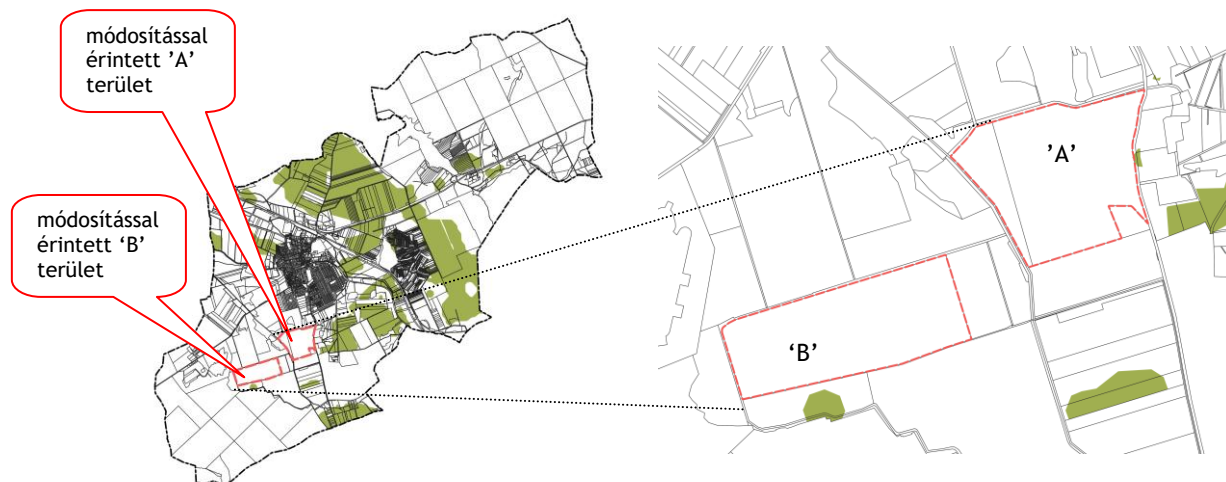 módosítással
érintett ’A’
terület
módosítással
érintett ‘B’
terület
’A’
‘B’